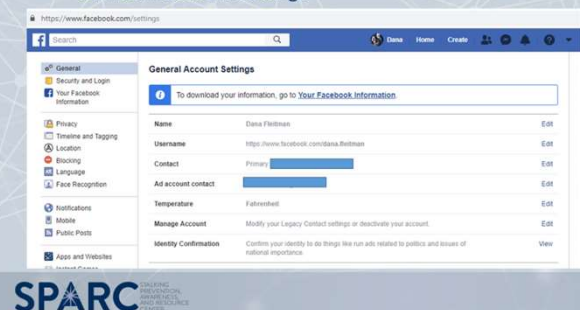 https://www.facebook.com/settings
f Search Dana Home Create
General
Security and Login
Your Facebook
Information
Privacy
Timeline and Tagging
Location
Blocking
Language
Face Recognition
Notifications
Mobile
Public Posts
Apps and Websites
Instant Games
General Account Settings
To download your information, go to Your Facebook Information.
Name Dana Fleitman Edit
Username https://www.facebook.com/dana.fleitman Edit
Contact Primary: Edit
Ad account contact Edit
Temperature Fahrenheit Edit
Manage Account Modify your Legacy Contact settings or deactivate your account. Edit
Identity Confirmation Confirm your identity to do things like run ads related to politics and issues of View
national importance.
SPARC
STALKING
PREVENTION,
AWARENESS,
AND RESOURCE
CENTER